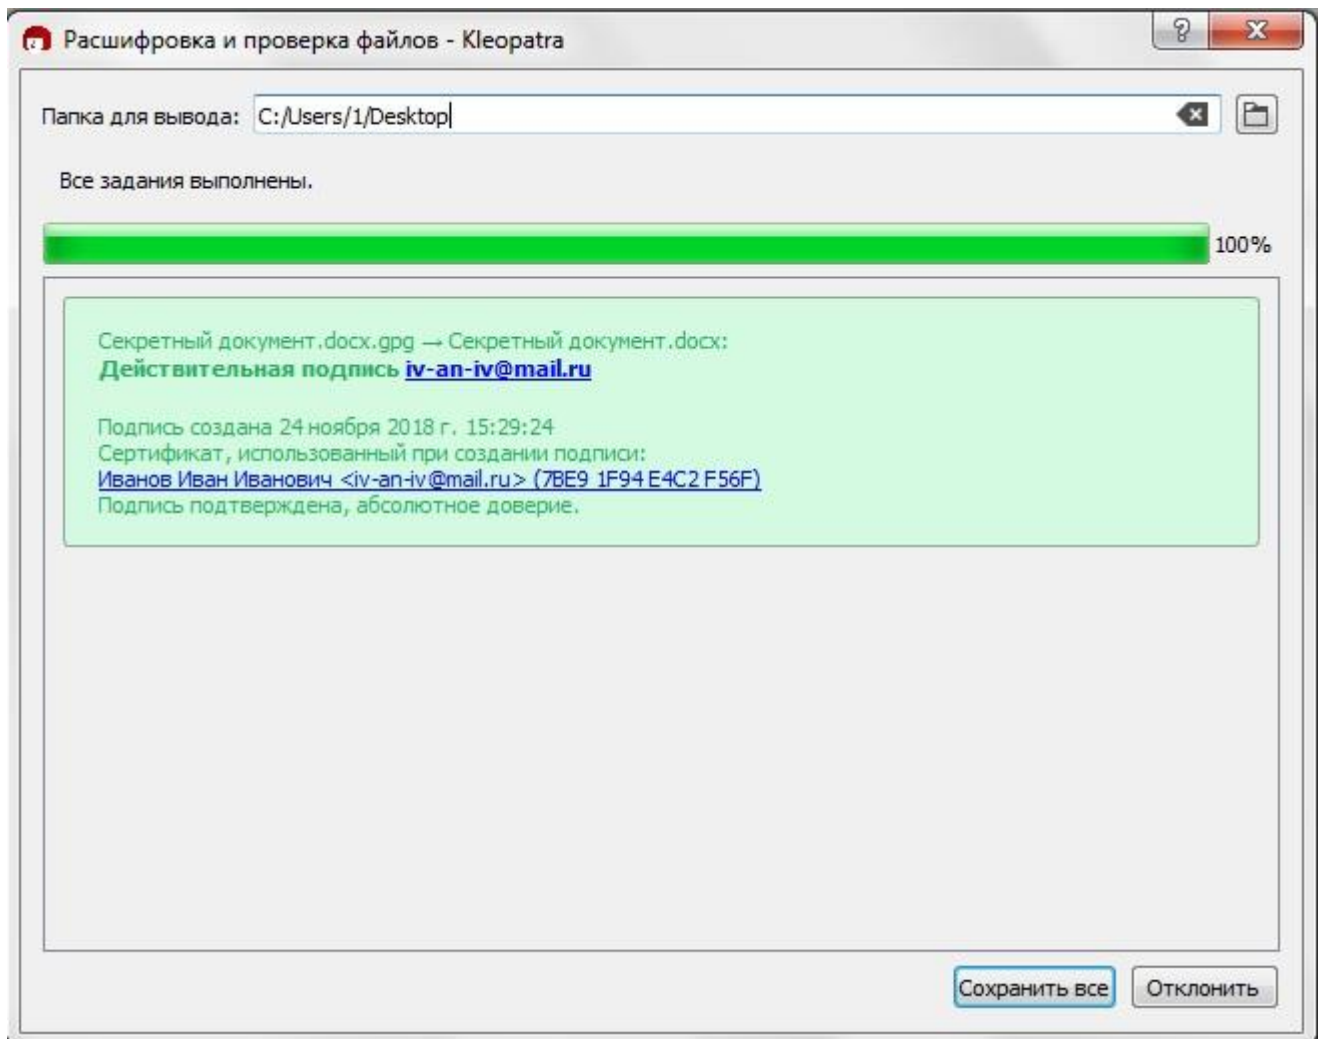 Расшифровка и проверка файлов - Kleopatra
Папка для вывода: C:/Users/1/Desktop
Все задания выполнены.
100%
Секретный документ.docx.gpg → Секретный документ.docx:
Действительная подпись iv-an-iv@mail.ru
Подпись создана 24 ноября 2018 г. 15:29:24
Сертификат, использованный при создании подписи:
Иванов Иван Иванович <iv-an-iv@mail.ru> (7BE9 1F94 E4C2 F56F)
Подпись подтверждена, абсолютное доверие.
Сохранить все Отклонить